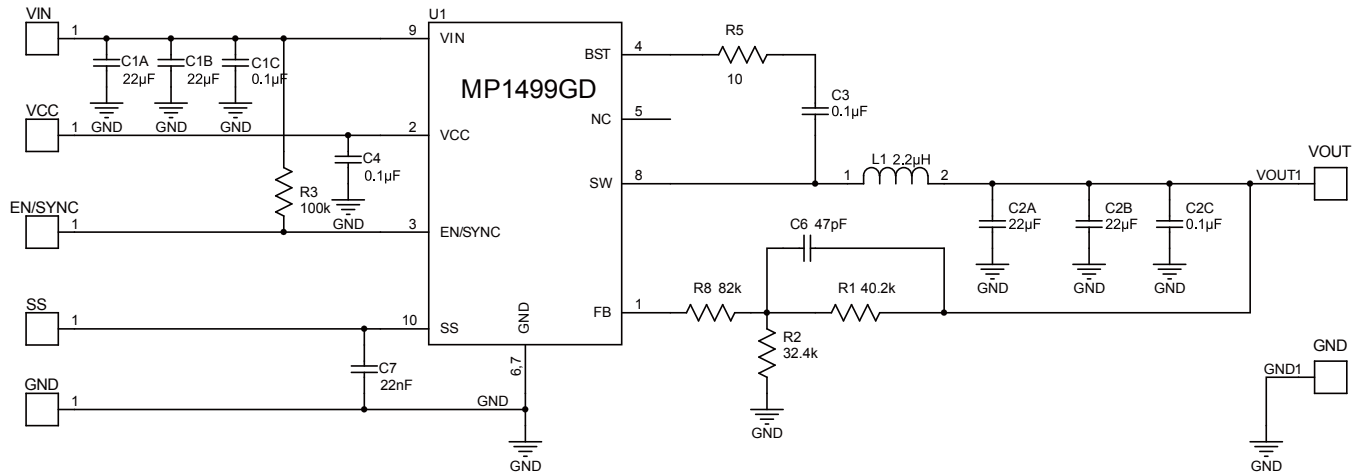 VIN
1
C1A
22µF
C1B
22µF
C1C
0.1µF
GND
GND
GND
VCC
1
C4
0.1µF
GND
R3
100k
EN/SYNC
1
SS
1
C7
22nF
GND
1
GND
U1
9
VIN
MP1499GD
2
VCC
3
EN/SYNC
10
SS
GND
6,7
GND
BST
4
NC
5
SW
8
FB
1
R5
10
C3
0.1µF
L1 2.2µH
1
2
C6 47pF
R8 82k
R1 40.2k
R2
32.4k
GND
C2A
22µF
GND
C2B
22µF
GND
C2C
0.1µF
GND
VOUT1
1
VOUT
GND
GND1
1
GND